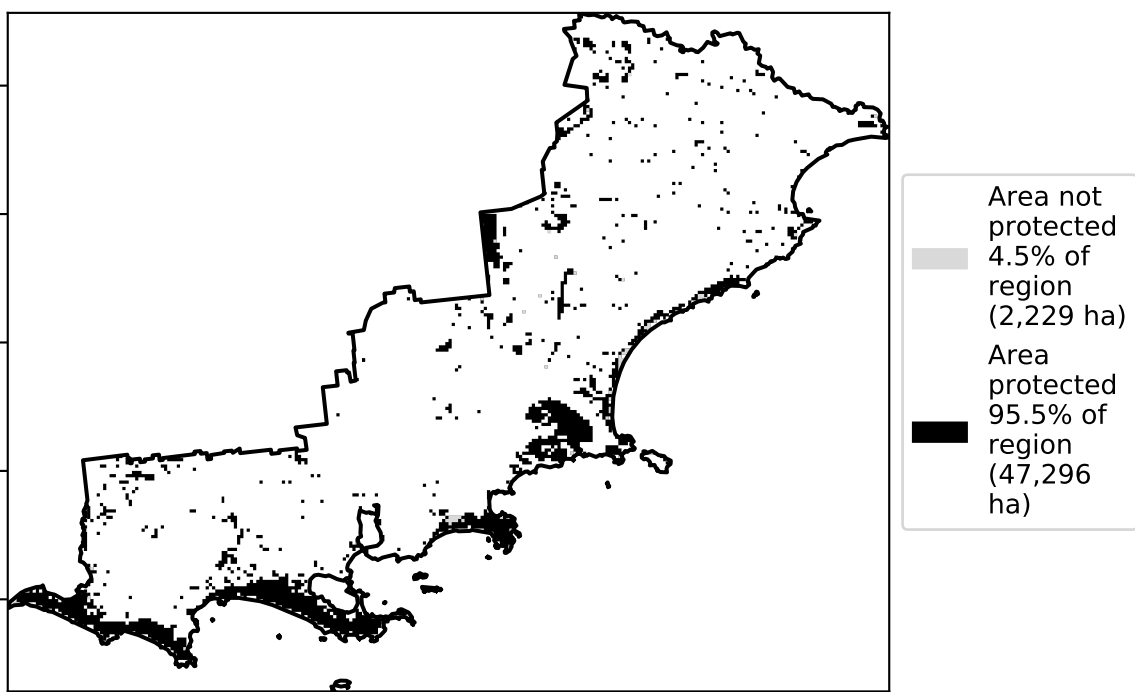 Area not
protected
4.5% of
region
(2,229 ha)
Area
protected
95.5% of
region
(47,296
ha)